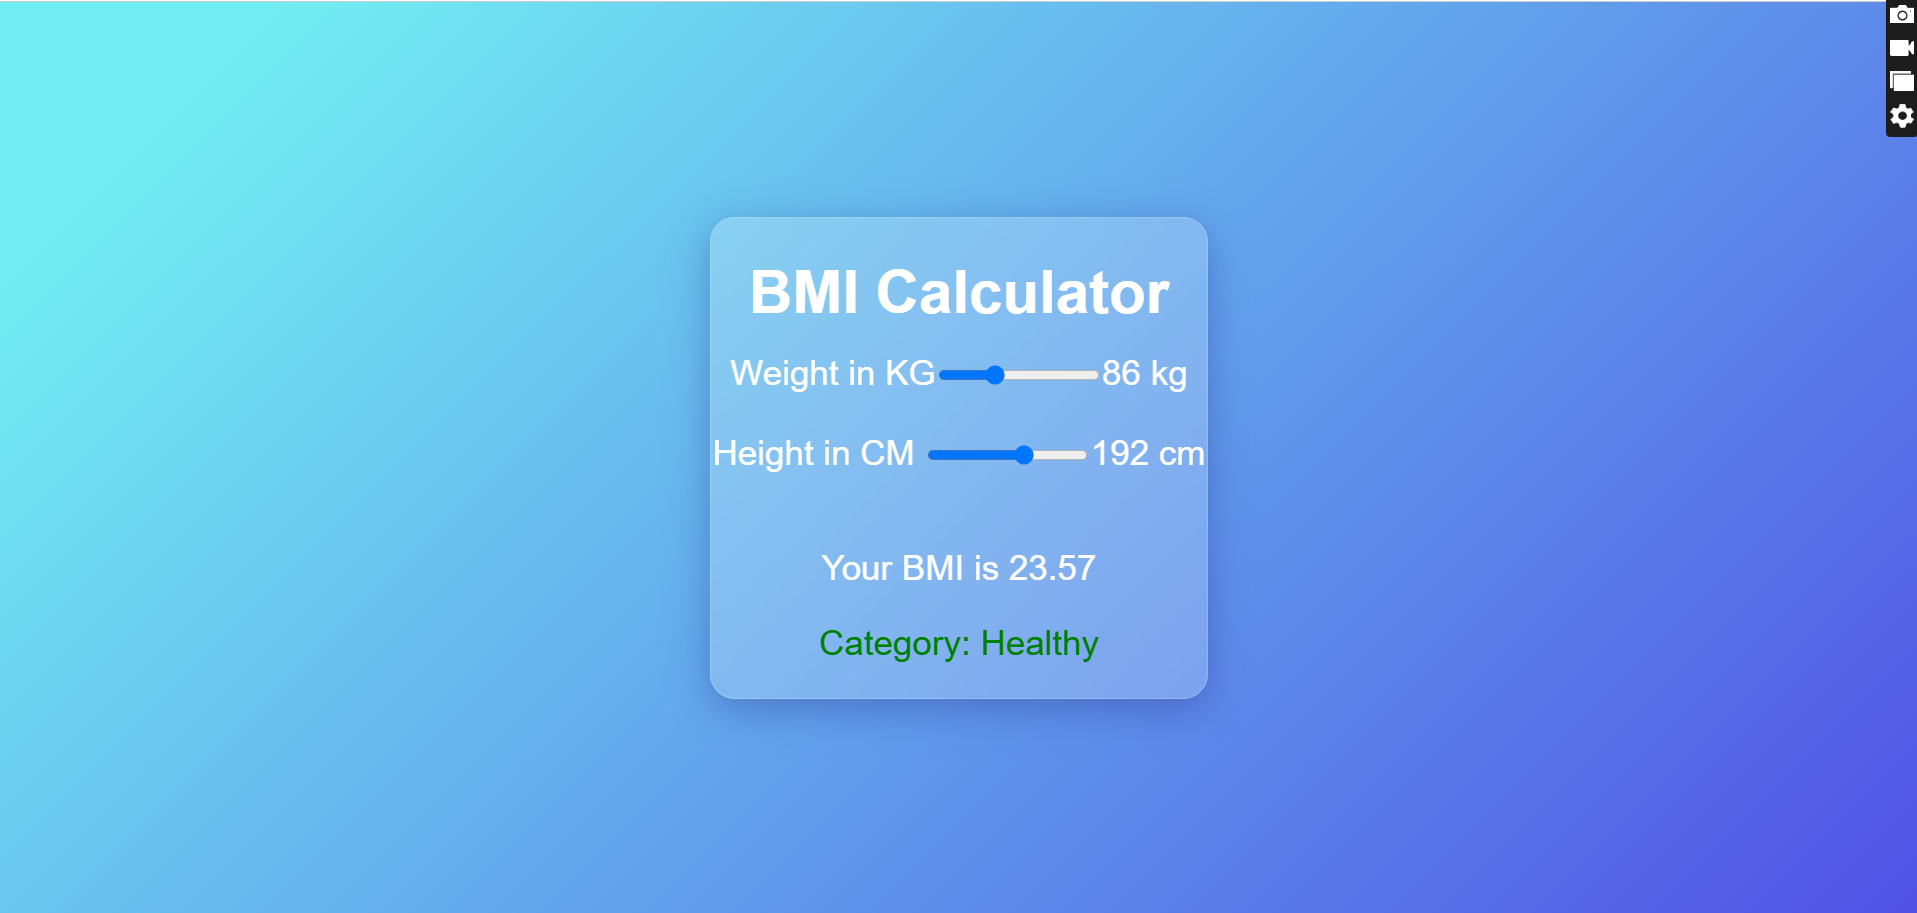 BMI Calculator
Weight in KG 86 kg
Height in CM 192 cm
Your BMI is 23.57
Category: Healthy